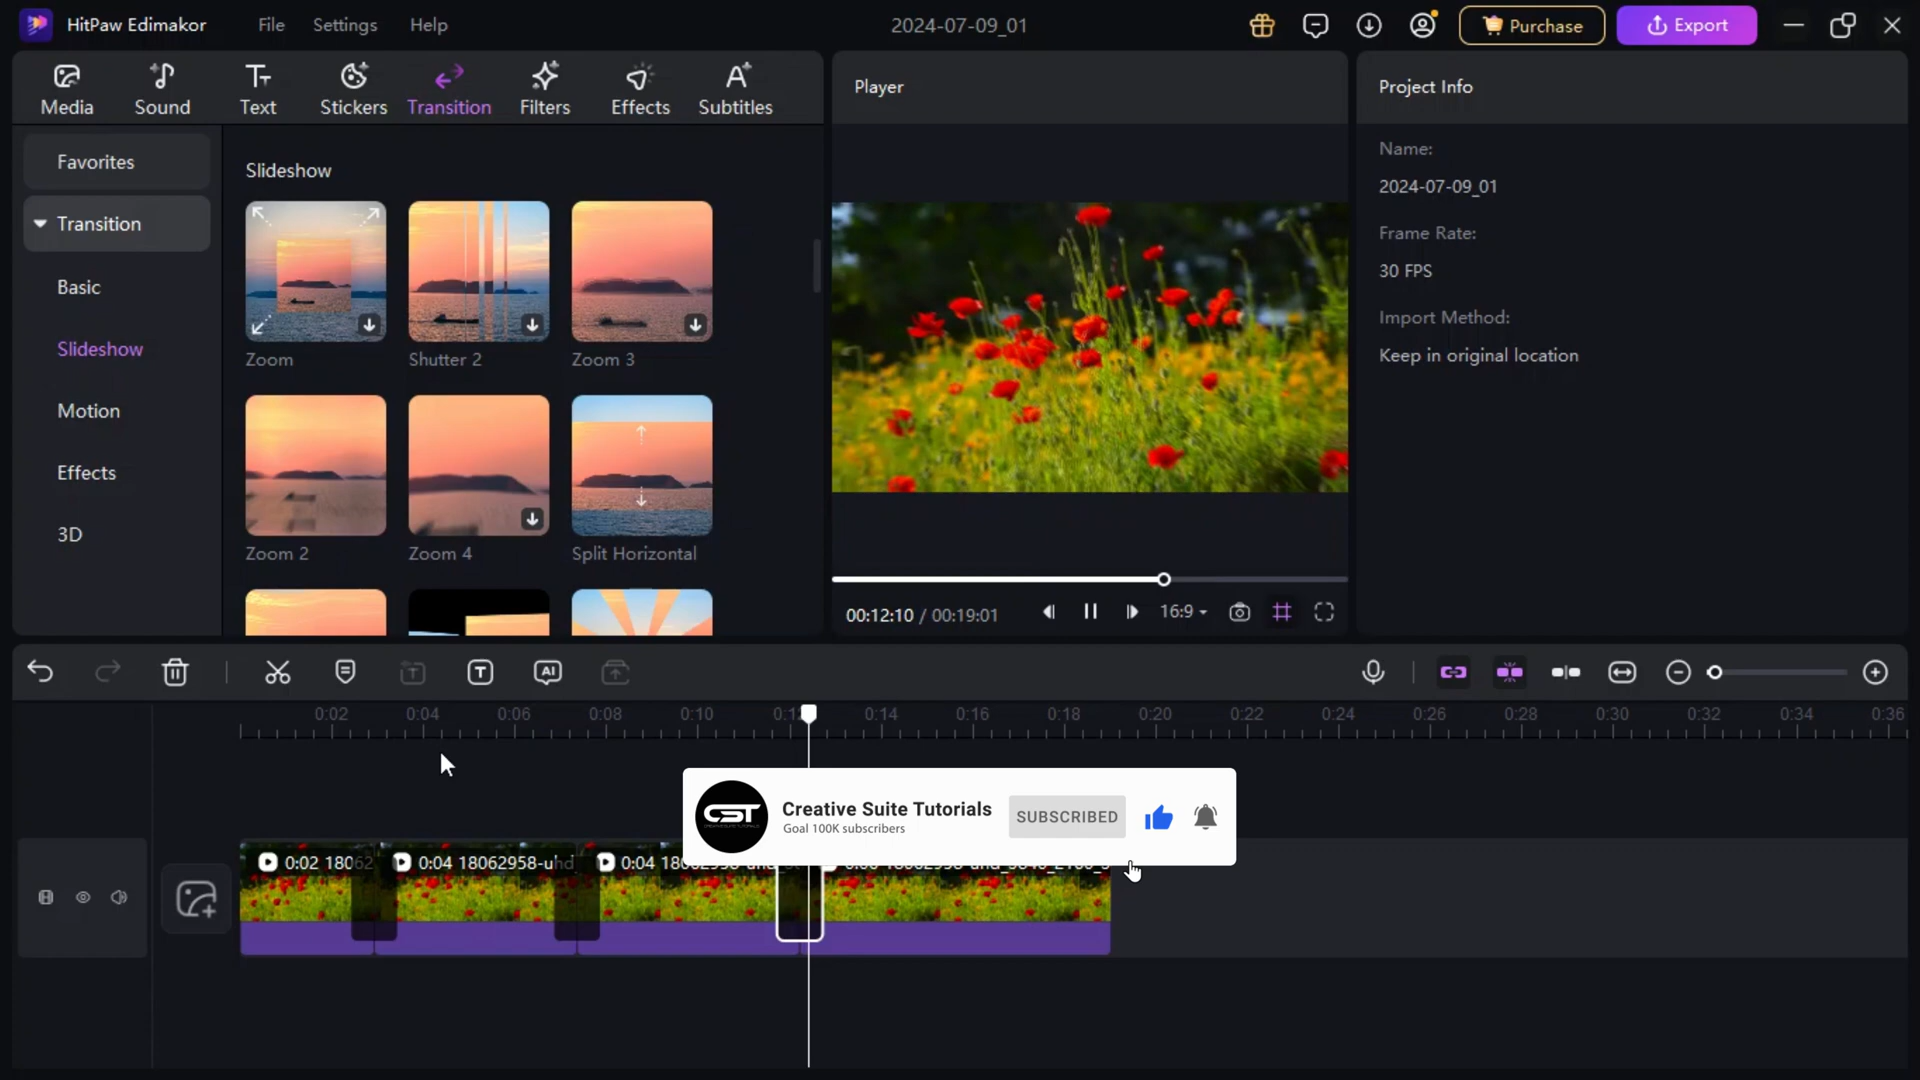 HitPaw Edimakor
File
Settings
Help
2024-07-09_01
Purchase
Export
Media
Sound
Text
Stickers
Transition
Filters
Effects
Subtitles
Player
Project Info
Favorites
Transition
Basic
Slideshow
Motion
Effects
3D
Slideshow
Zoom
Shutter 2
Zoom 3
Zoom 2
Zoom 4
Split Horizontal
00:12:10 / 00:19:01
16:9
Name:
2024-07-09_01
Frame Rate:
30 FPS
Import Method:
Keep in original location
AI
0:02 0:04 0:06 0:08 0:10 0:12 0:14 0:16 0:18 0:20 0:22 0:24 0:26 0:28 0:30 0:32 0:34 0:36
CST
Creative Suite Tutorials
Goal 100K subscribers
SUBSCRIBED
0:02 18062
0:04 18062958-uhd
0:04